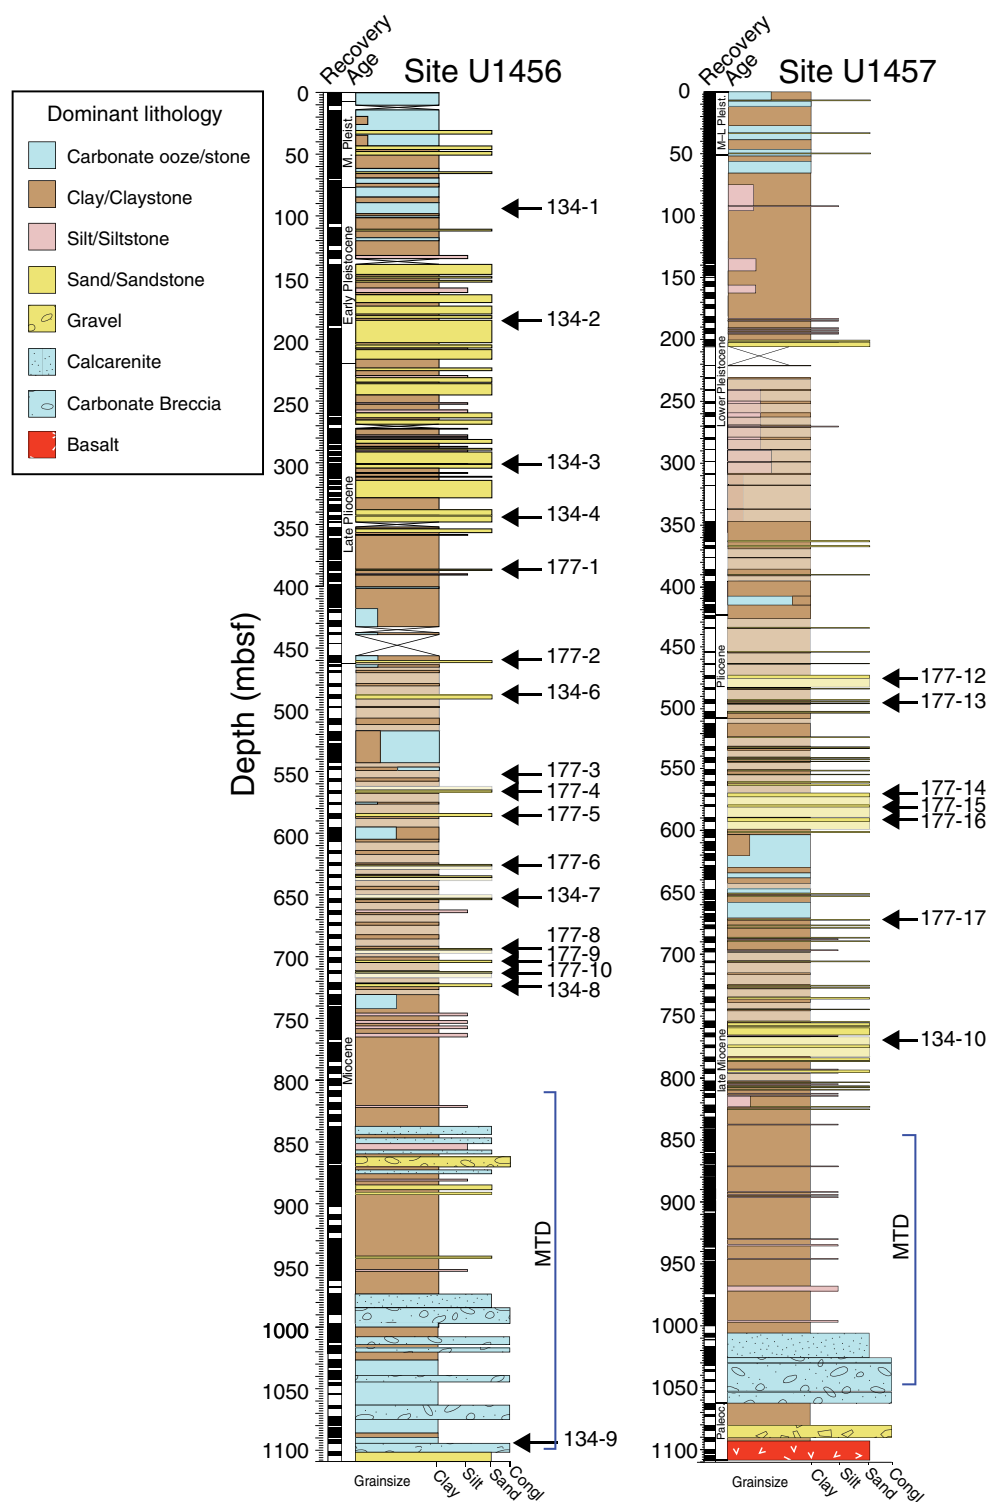 Recovery
Age
Site U1456
Recovery
Age
Site U1457
Dominant lithology
Carbonate ooze/stone
Clay/Claystone
Silt/Siltstone
Sand/Sandstone
Gravel
Calcarenite
Carbonate Breccia
Basalt
Depth (mbsf)
0
50
100
150
200
250
300
350
400
450
500
550
600
650
700
750
800
850
900
950
1000
1050
1100
M. Pleist.
Early Pleistocene
Late Pliocene
Miocene
134-1
134-2
134-3
134-4
177-1
177-2
134-6
177-3
177-4
177-5
177-6
134-7
177-8
177-9
177-10
134-8
MTD
134-9
Grainsize
Clay
Silt
Sand
Congl
0
50
100
150
200
250
300
350
400
450
500
550
600
650
700
750
800
850
900
950
1000
1050
1100
M–L Pleist.
Lower Pleistocene
Pliocene
late Miocene
Paleoc
177-12
177-13
177-14
177-15
177-16
177-17
134-10
MTD
Grainsize
Clay
Silt
Sand
Congl